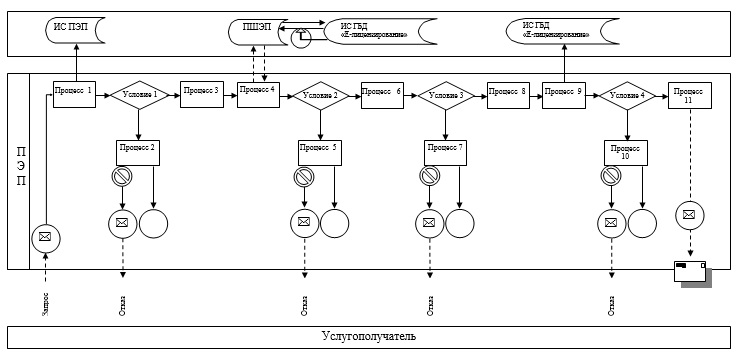 ИС ПЭП
ПШЭП
ИС ГБД
«Е-лицензирование»
ИС ГБД
«Е-лицензирование»
ПЭП
Процесс 1
Условие 1
Процесс 3
Процесс 4
Условие 2
Процесс 6
Условие 3
Процесс 8
Процесс 9
Условие 4
Процесс
11
Процесс 2
Процесс 5
Процесс 7
Процесс
10
Запрос
Отказ
Отказ
Отказ
Отказ
Услугополучатель